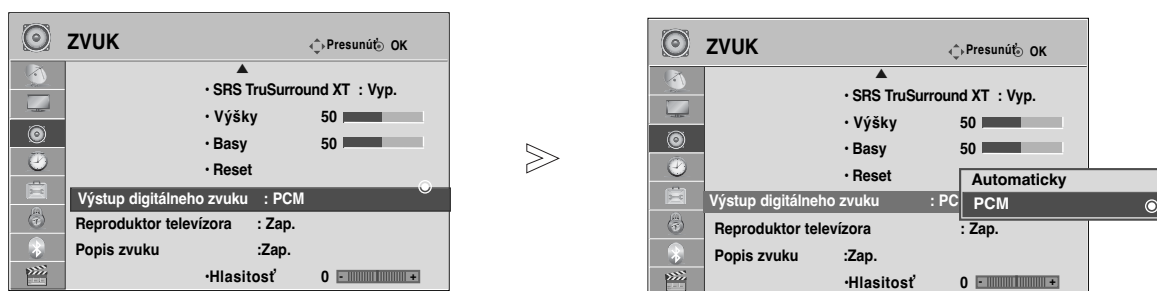 ZVUK Presunúť OK
• SRS TruSurround XT : Vyp.
• Výšky 50
• Basy 50
• Reset
Výstup digitálneho zvuku : PCM
Reproduktor televízora : Zap.
Popis zvuku :Zap.
•Hlasitosť 0 - +
ZVUK Presunúť OK
• SRS TruSurround XT : Vyp.
• Výšky 50
• Basy 50
• Reset
Automaticky
Výstup digitálneho zvuku : PC
PCM
Reproduktor televízora : Zap.
Popis zvuku :Zap.
•Hlasitosť 0 - +